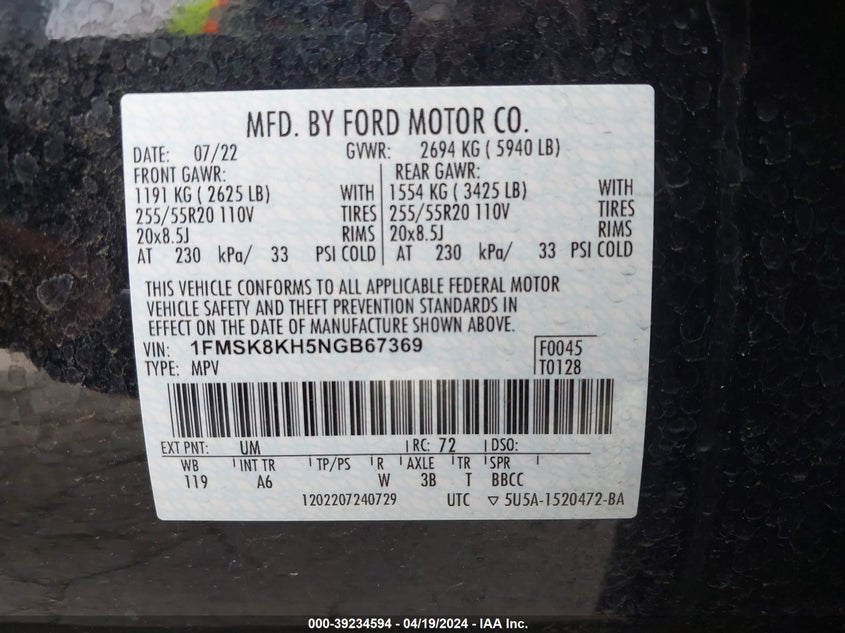 MFD. BY FORD MOTOR CO.
DATE: 07/22 GVWR: 2694 KG ( 5940 LB)
FRONT GAWR: REAR GAWR:
1191 KG ( 2625 LB) WITH 1554 KG ( 3425 LB) WITH
255/55R20 110V TIRES 255/55R20 110V TIRES
20x8.5J RIMS 20x8.5J RIMS
AT 230 kPa/ 33 PSI COLD AT 230 kPa/ 33 PSI COLD
THIS VEHICLE CONFORMS TO ALL APPLICABLE FEDERAL MOTOR
VEHICLE SAFETY AND THEFT PREVENTION STANDARDS IN
EFFECT ON THE DATE OF MANUFACTURE SHOWN ABOVE.
VIN: 1FMSK8KH5NGB67369 F0045
TYPE: MPV T0128
EXT PNT: UM RC: 72 DSO:
WB INT TR TP/PS R AXLE TR SPR
119 A6 W 3B T BBCC
1202207240729 UTC ▽ 5U5A-1520472-BA
000-39234594 - 04/19/2024 - IAA Inc.